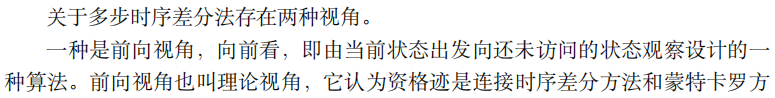 关于多步时序差分法存在两种视角。
一种是前向视角，向前看，即由当前状态出发向还未访问的状态观察设计的一
种算法。前向视角也叫理论视角，它认为资格迹是连接时序差分方法和蒙特卡罗方